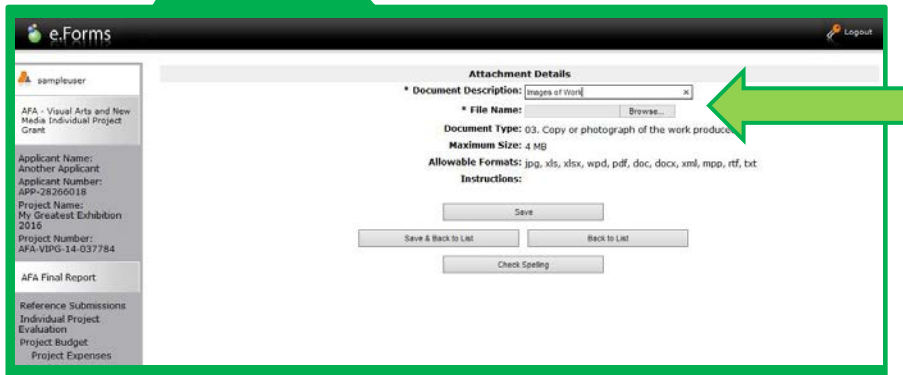 e.Forms
Logout
sampleuser
AFA - Visual Arts and New
Media Individual Project
Grant
Applicant Name:
Another Applicant
Applicant Number:
APP-28266018
Project Name:
My Greatest Exhibition
2016
Project Number:
AFA-VIPG-14-037784
AFA Final Report
Reference Submissions
Individual Project
Evaluation
Project Budget
Project Expenses
Attachment Details
* Document Description: Images of Work x
* File Name: Browse...
Document Type: 03. Copy or photograph of the work produce
Maximum Size: 4 MB
Allowable Formats: jpg, xls, xlsx, wpd, pdf, doc, docx, xml, mpp, rtf, txt
Instructions:
Save
Save & Back to List Back to List
Check Spelling